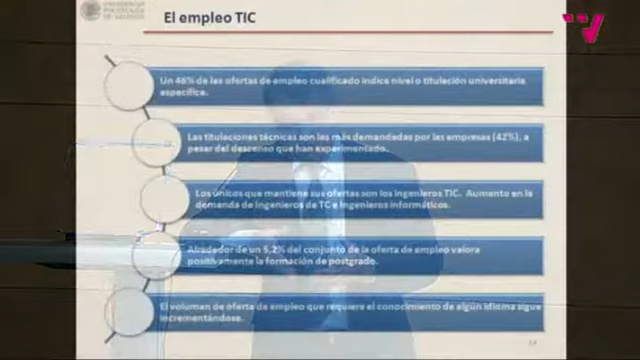 UNIVERSIDAD
POLITECNICA
DE VALENCIA
El empleo TIC
Un 46% de las ofertas de empleo cualificado indica nivel o titulación universitaria
específica.
Las titulaciones técnicas son las más demandadas por las empresas (42%), a
pesar del descenso que han experimentado.
Los únicos que mantiene sus ofertas son los Ingenieros TIC. Aumento en la
demanda de Ingenieros de TC e Ingenieros informáticos.
Alrededor de un 5,2% del conjunto de la oferta de empleo valora
positivamente la formación de postgrado.
El volumen de oferta de empleo que requiere el conocimiento de algún idioma sigue
incrementándose.